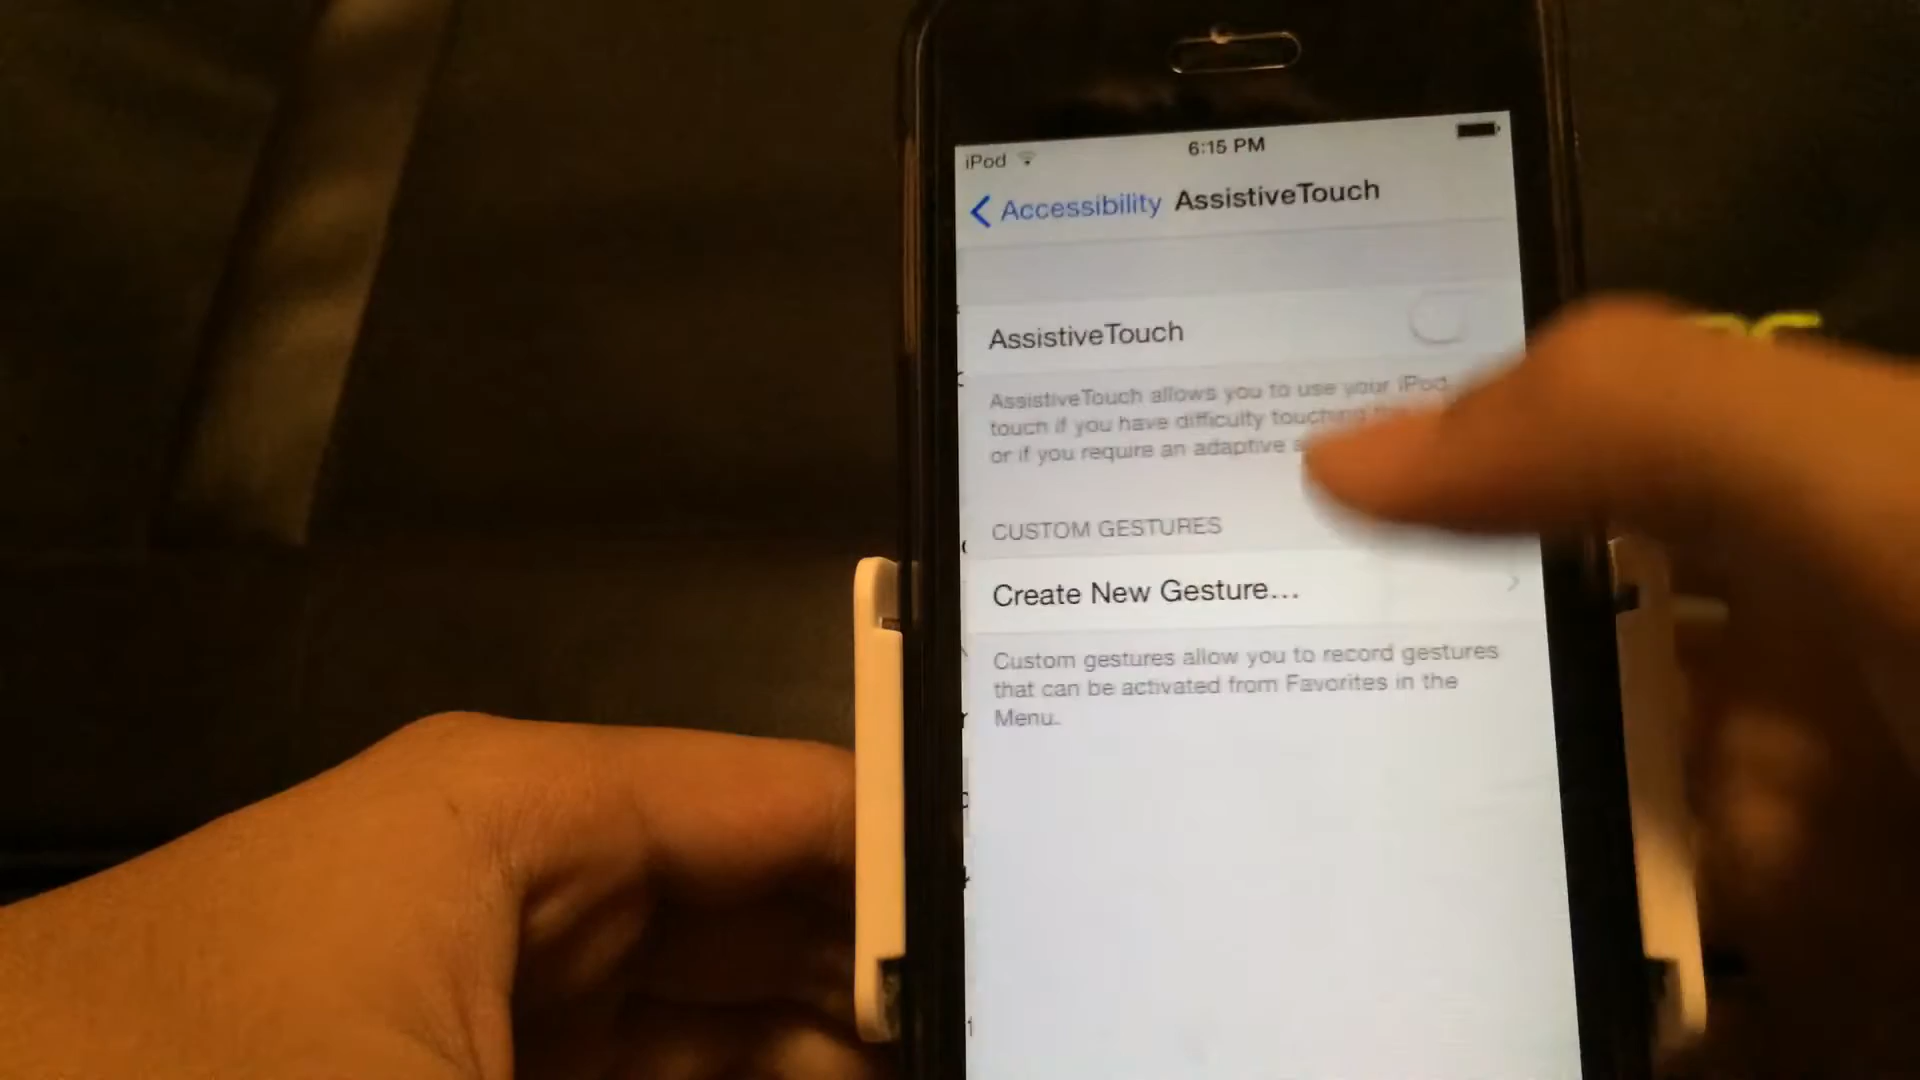 iPod
6:15 PM
Accessibility
AssistiveTouch
AssistiveTouch
AssistiveTouch allows you to use your iPod
touch if you have difficulty touching
or if you require an adaptive
CUSTOM GESTURES
Create New Gesture...
Custom gestures allow you to record gestures
that can be activated from Favorites in the
Menu.